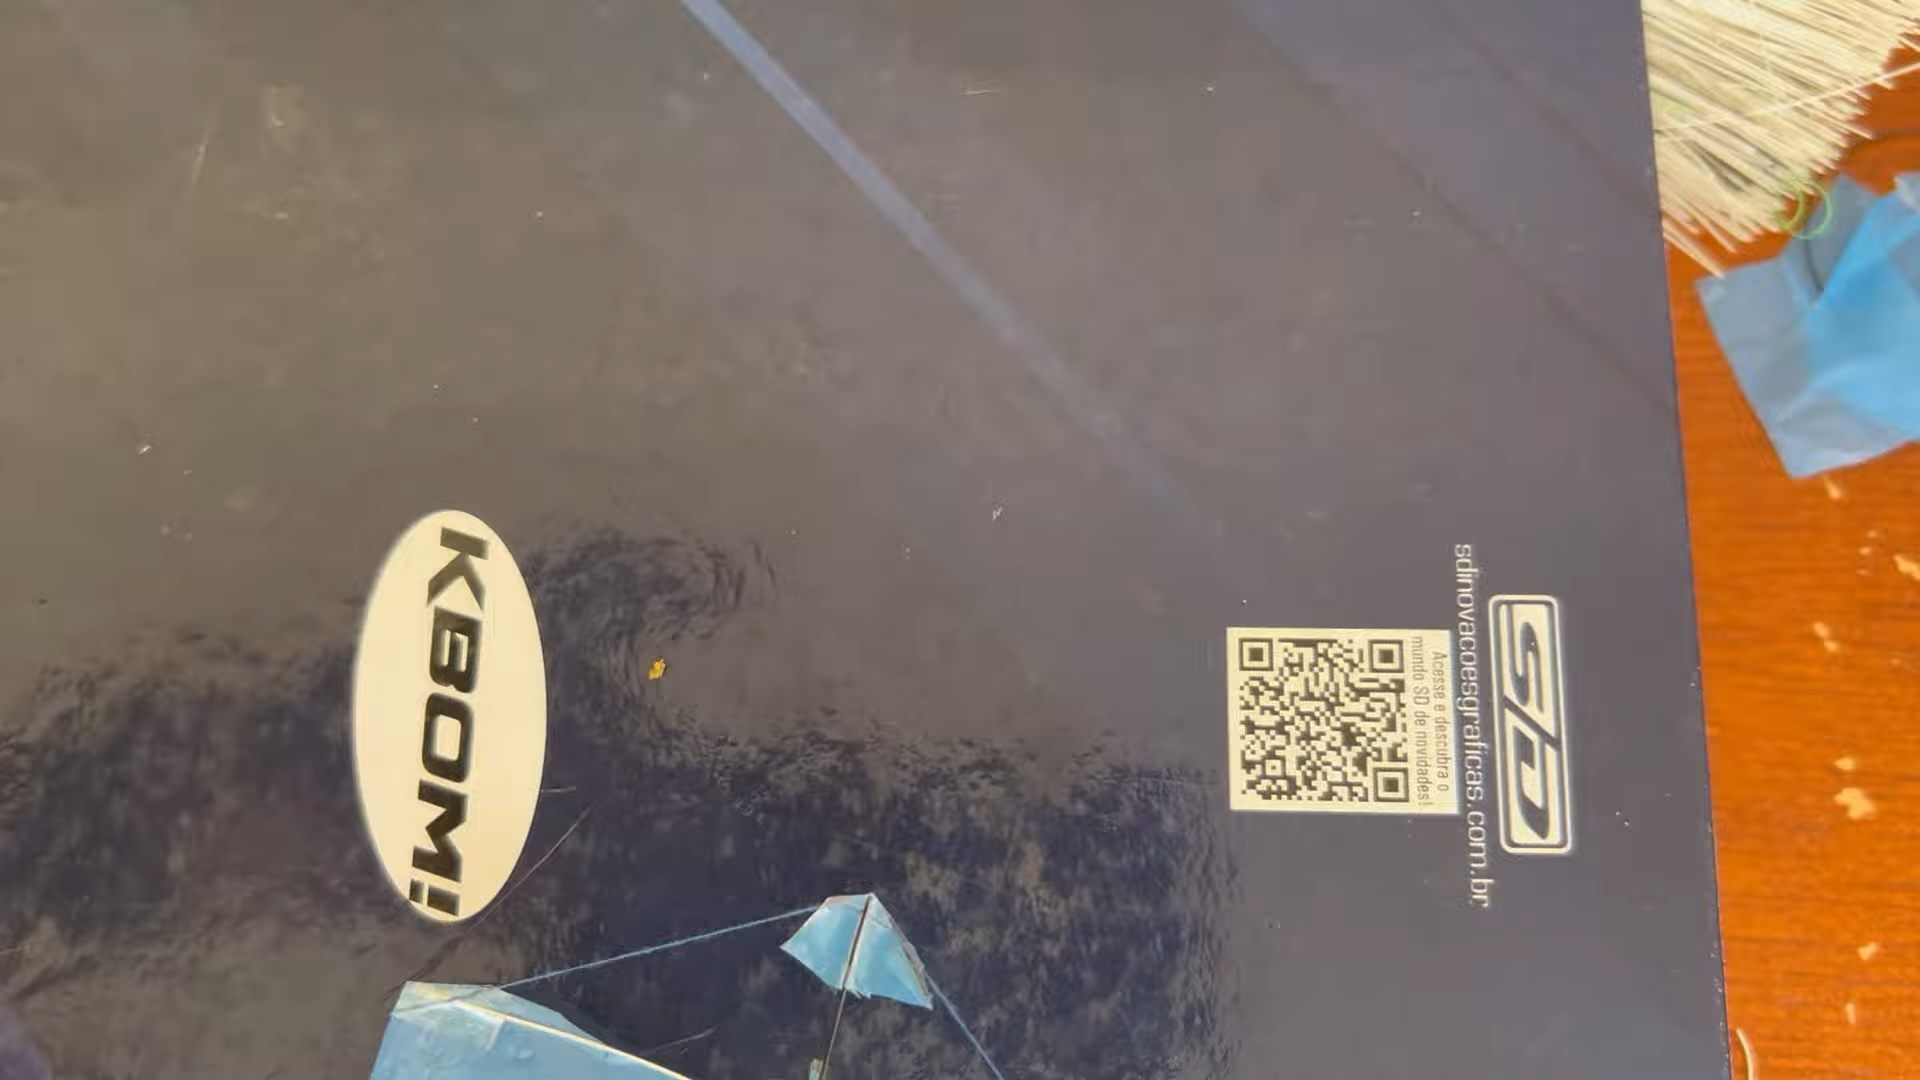 KBOM!
Acesse e descubra o
mundo SD de novidades!
sdinovacoesgraficas.com.br
SD